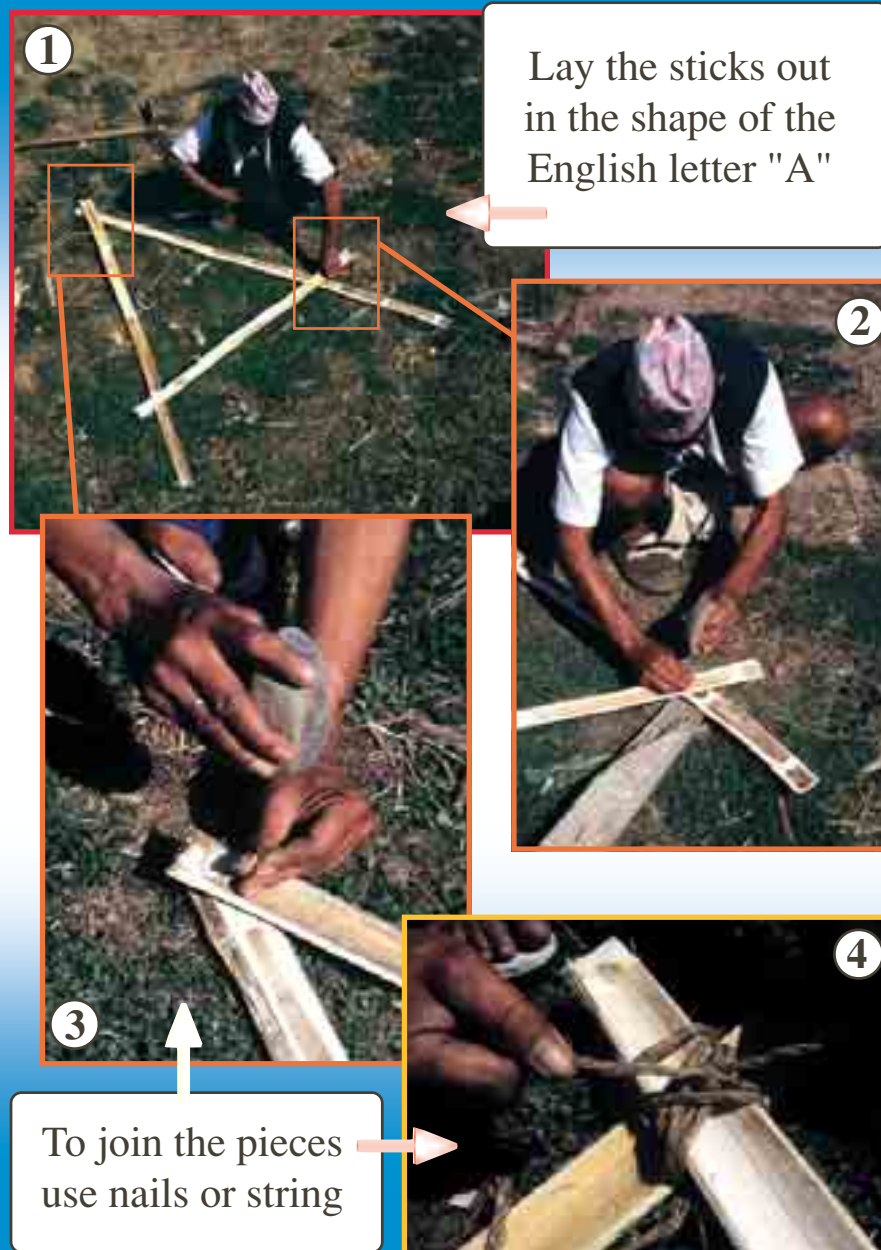 1
Lay the sticks out
in the shape of the
English letter "A"
2
3
4
To join the pieces
use nails or string